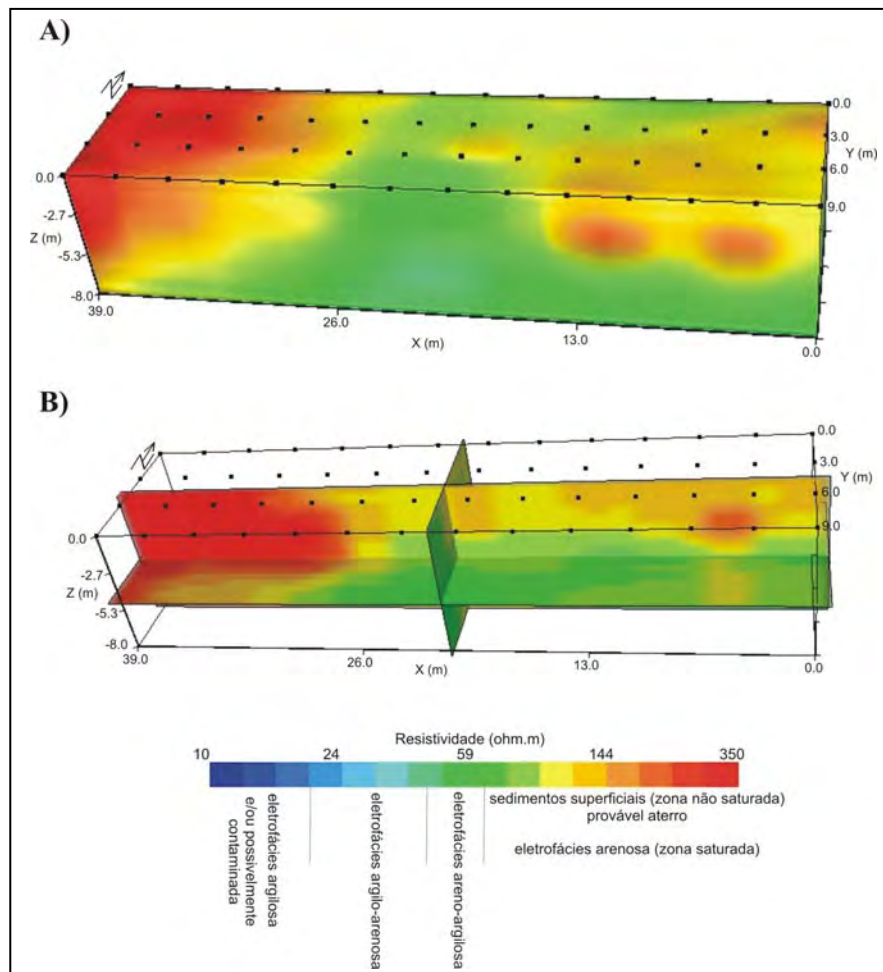 A)
N
0.0
3.0
Y (m)
6.0
9.0
0.0
-2.7
Z (m)
-5.3
-8.0
39.0
26.0
X (m)
13.0
0.0
B)
N
0.0
3.0
Y (m)
6.0
9.0
0.0
-2.7
Z (m)
-5.3
-8.0
39.0
26.0
X (m)
13.0
0.0
Resistividade (ohm.m)
10 24 59 144 350
eletrofácies argilosa
e/ou possivelmente
contaminada
eletrofácies argilo-arenosa
eletrofácies areno-argilosa
sedimentos superficiais (zona não saturada)
provável aterro
eletrofácies arenosa (zona saturada)